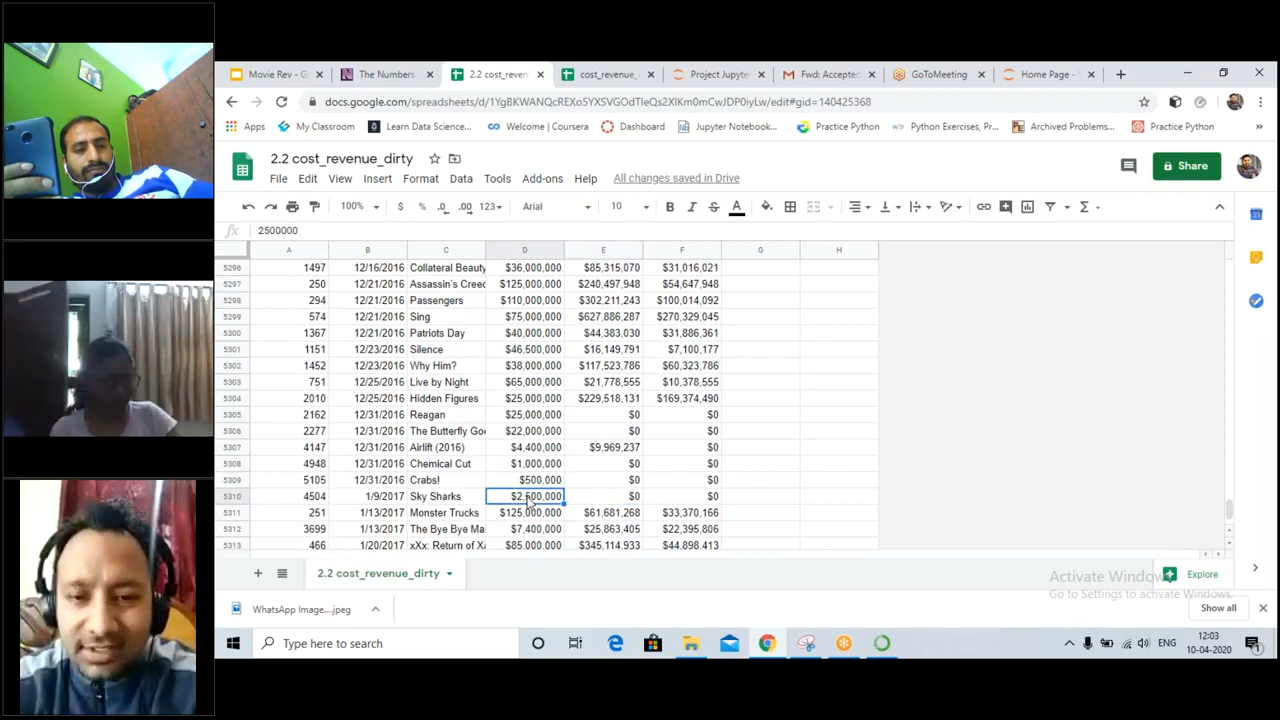 Movie Rev - G
The Numbers
2.2 cost_reven
cost_revenue_
Project Jupyte
Fwd: Accepted
GoToMeeting
Home Page - S
docs.google.com/spreadsheets/d/1YgBKWANQcREXo5YXSVGOdTleQs2XIKm0mCwJDP0iyLw/edit#gid=140425368
Apps
My Classroom
Learn Data Science...
Welcome | Coursera
Dashboard
Jupyter Notebook...
Practice Python
Python Exercises, Pr...
Archived Problems...
Practice Python
2.2 cost_revenue_dirty
Share
File Edit View Insert Format Data Tools Add-ons Help All changes saved in Drive
100% $ % .0 .00 123 Arial 10 B I S A
fx 2500000
A B C D E F G H
5296 1497 12/16/2016 Collateral Beauty $36,000,000 $85,315,070 $31,016,021
5297 250 12/21/2016 Assassin's Creed $125,000,000 $240,497,948 $54,647,948
5298 294 12/21/2016 Passengers $110,000,000 $302,211,243 $100,014,092
5299 574 12/21/2016 Sing $75,000,000 $627,886,287 $270,329,045
5300 1367 12/21/2016 Patriots Day $40,000,000 $44,383,030 $31,886,361
5301 1151 12/23/2016 Silence $46,500,000 $16,149,791 $7,100,177
5302 1452 12/23/2016 Why Him? $38,000,000 $117,523,786 $60,323,786
5303 751 12/25/2016 Live by Night $65,000,000 $21,778,555 $10,378,555
5304 2010 12/25/2016 Hidden Figures $25,000,000 $229,518,131 $169,374,490
5305 2162 12/31/2016 Reagan $25,000,000 $0 $0
5306 2277 12/31/2016 The Butterfly Go $22,000,000 $0 $0
5307 4147 12/31/2016 Airlift (2016) $4,400,000 $9,969,237 $0
5308 4948 12/31/2016 Chemical Cut $1,000,000 $0 $0
5309 5105 12/31/2016 Crabs! $500,000 $0 $0
5310 4504 1/9/2017 Sky Sharks $2,500,000 $0 $0
5311 251 1/13/2017 Monster Trucks $125,000,000 $61,681,268 $33,370,166
5312 3699 1/13/2017 The Bye Bye Ma $7,400,000 $25,863,405 $22,395,806
5313 466 1/20/2017 xXx: Return of Xa $85,000,000 $345,114,933 $44,898,413
2.2 cost_revenue_dirty
Explore
Activate Window
Go to Settings to activate Windows.
WhatsApp Image....jpeg
Show all
Type here to search
ENG
12:03
10-04-2020